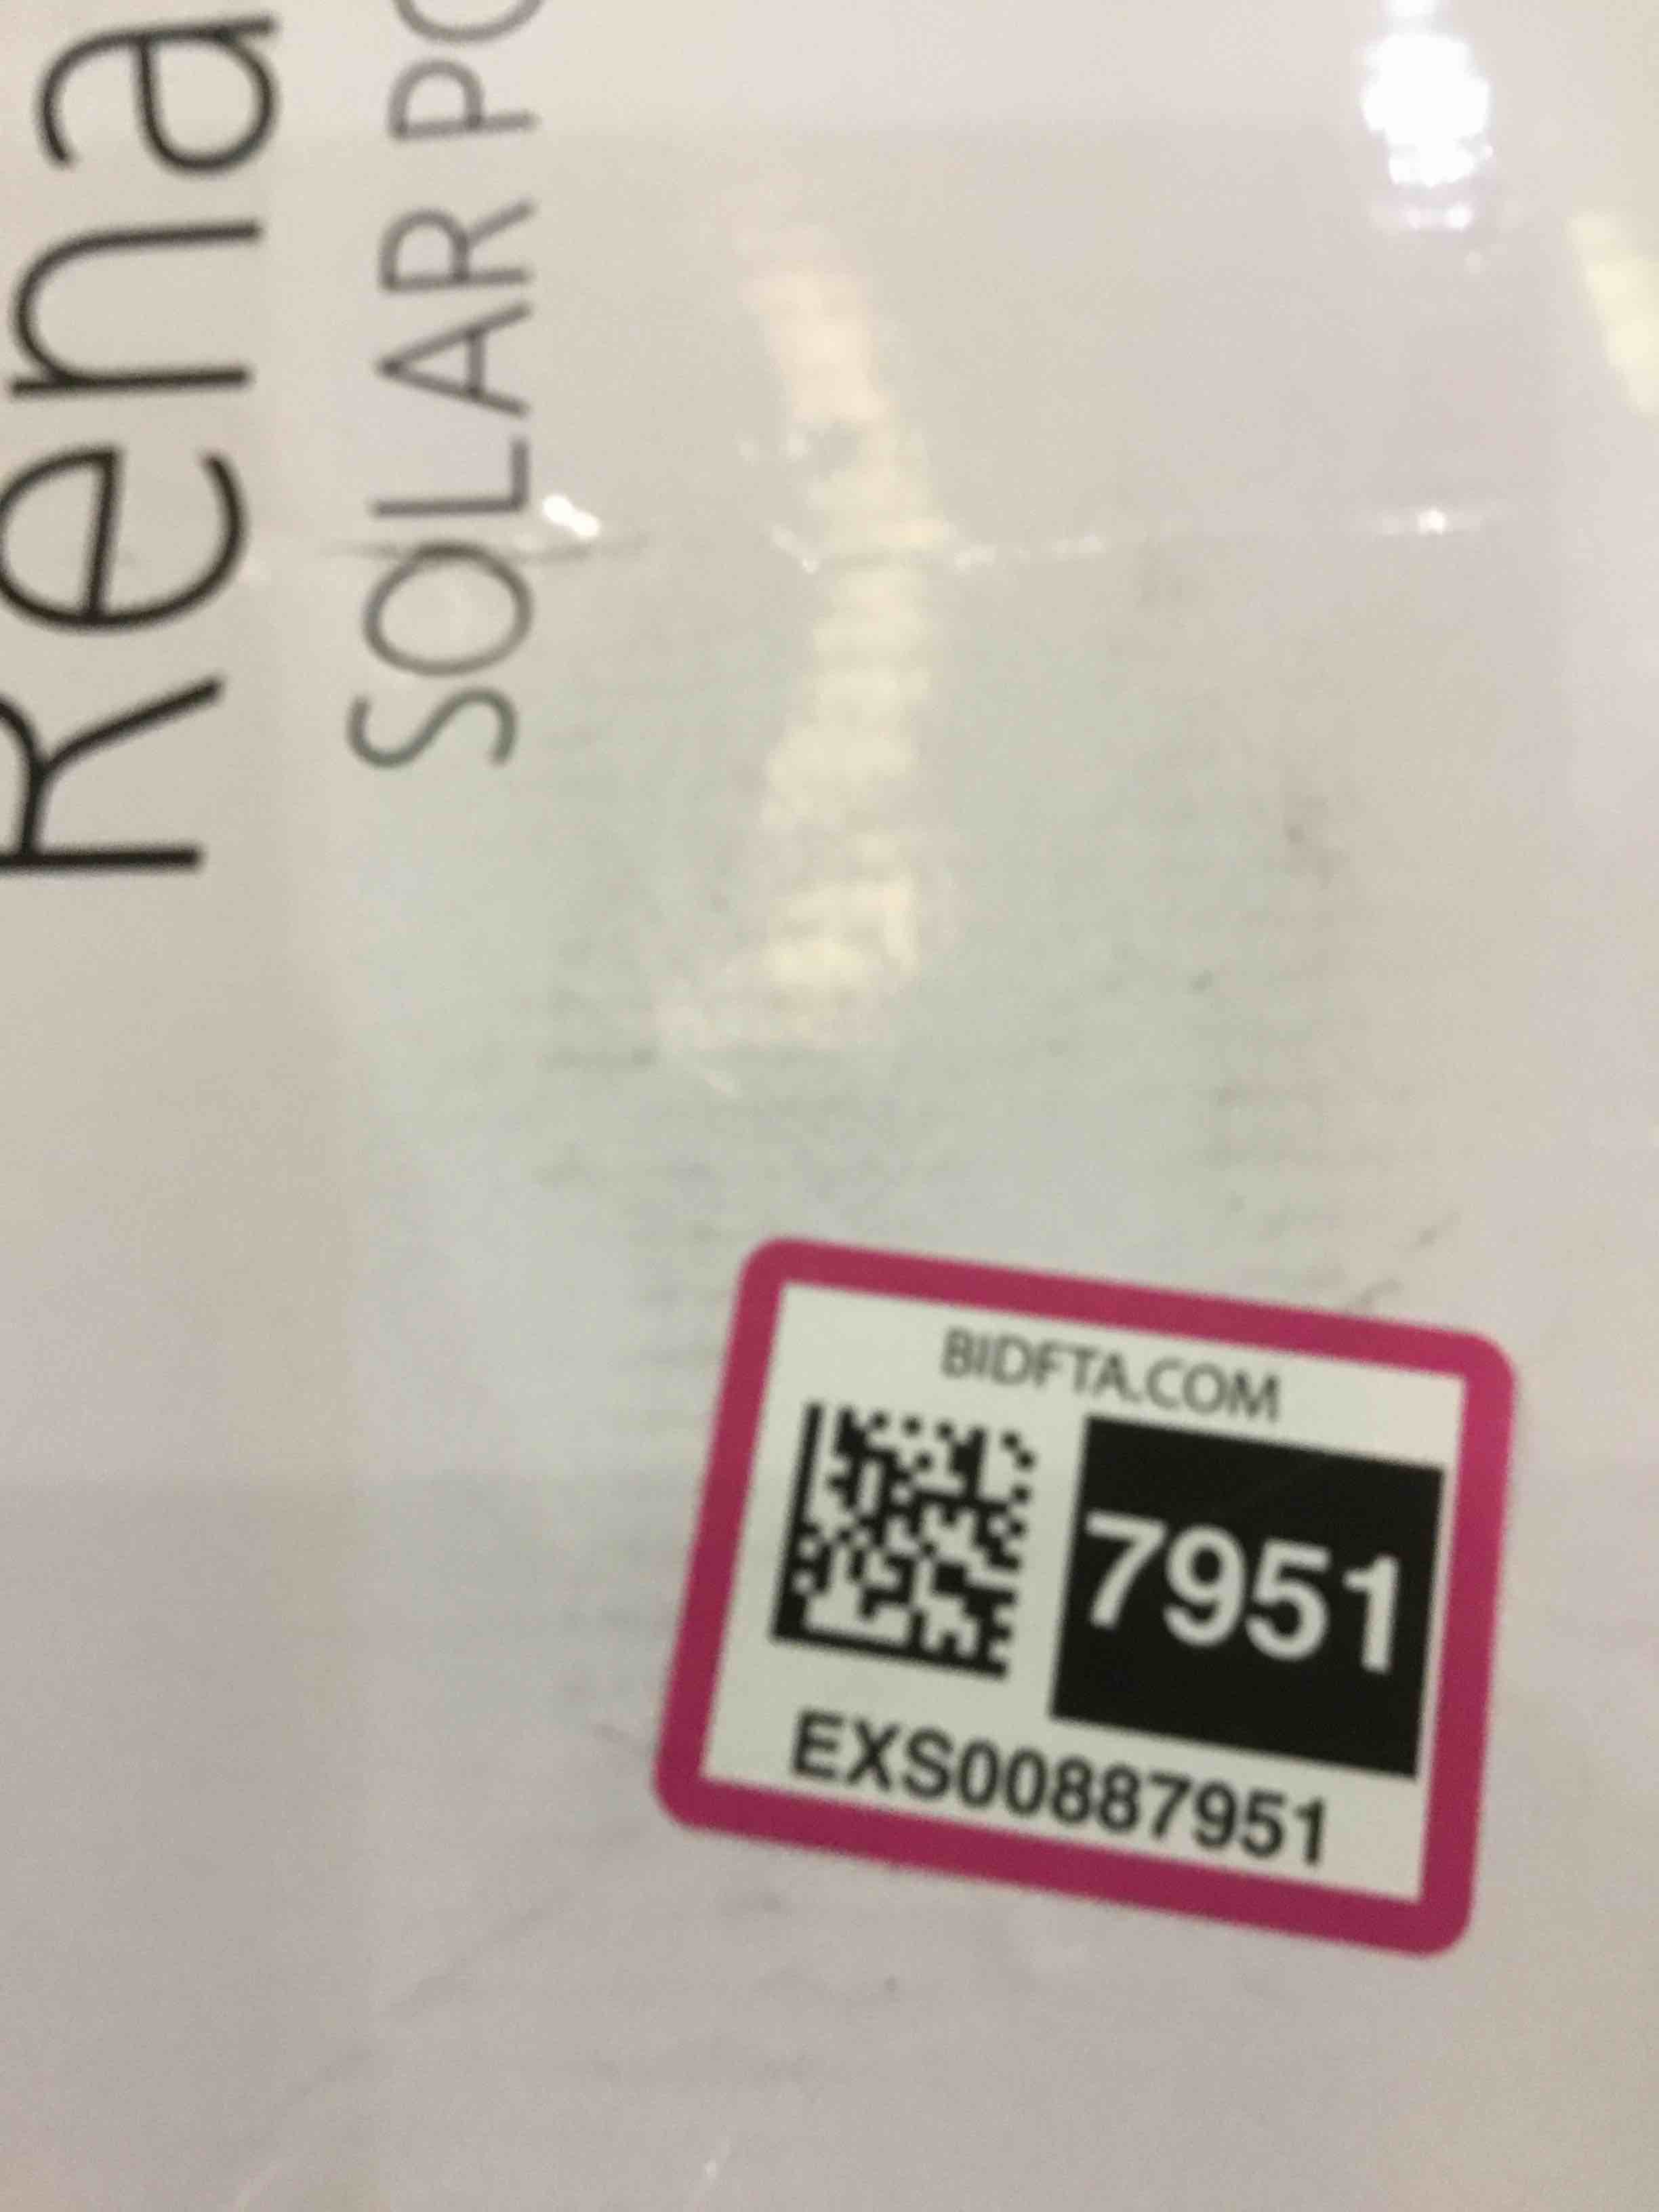 Rena
SOLAR PO
BIDFTA.COM
7951
EXS00887951